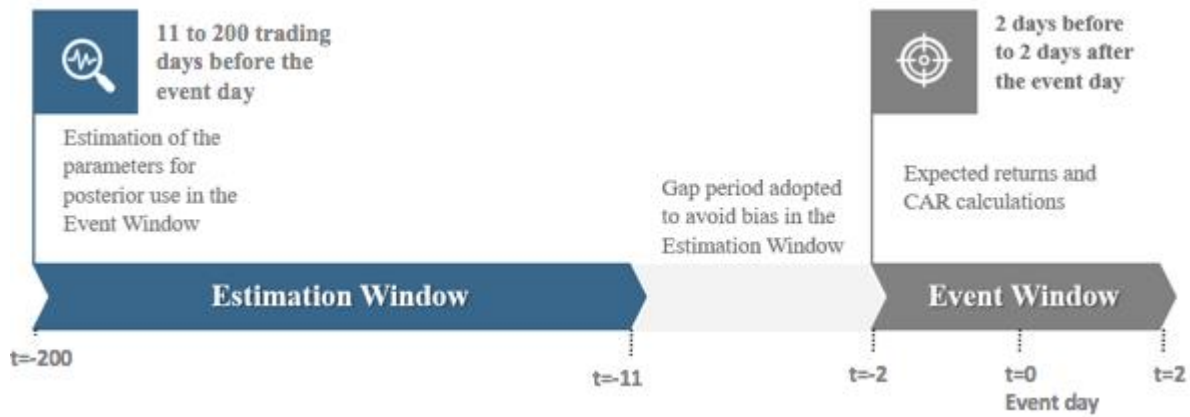 11 to 200 trading
days before the
event day
Estimation of the
parameters for
posterior use in the
Event Window
Gap period adopted
to avoid bias in the
Estimation Window
2 days before
to 2 days after
the event day
Expected returns and
CAR calculations
Estimation Window
Event Window
t=-200
t=-11
t=-2
t=0
Event day
t=2